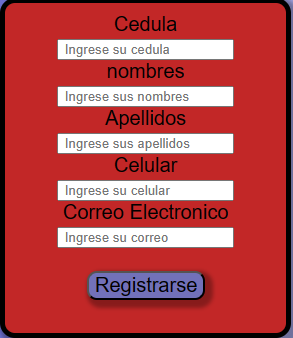 Cedula
Ingrese su cedula
nombres
Ingrese sus nombres
Apellidos
Ingrese sus apellidos
Celular
Ingrese su celular
Correo Electronico
Ingrese su correo
Registrarse